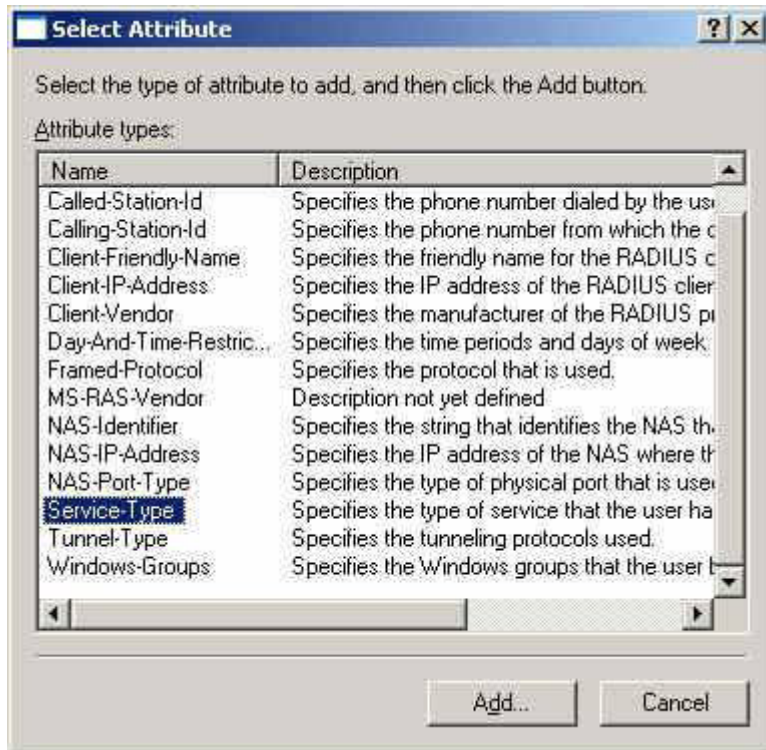 Select Attribute
Select the type of attribute to add, and then click the Add button.
Attribute types:
Name Description
Called-Station-Id Specifies the phone number dialed by the use
Calling-Station-Id Specifies the phone number from which the c
Client-Friendly-Name Specifies the friendly name for the RADIUS c
Client-IP-Address Specifies the IP address of the RADIUS clien
Client-Vendor Specifies the manufacturer of the RADIUS pr
Day-And-Time-Restric... Specifies the time periods and days of week
Framed-Protocol Specifies the protocol that is used.
MS-RAS-Vendor Description not yet defined
NAS-Identifier Specifies the string that identifies the NAS tha
NAS-IP-Address Specifies the IP address of the NAS where th
NAS-Port-Type Specifies the type of physical port that is used
Service-Type Specifies the type of service that the user ha
Tunnel-Type Specifies the tunneling protocols used.
Windows-Groups Specifies the Windows groups that the user b
Add... Cancel